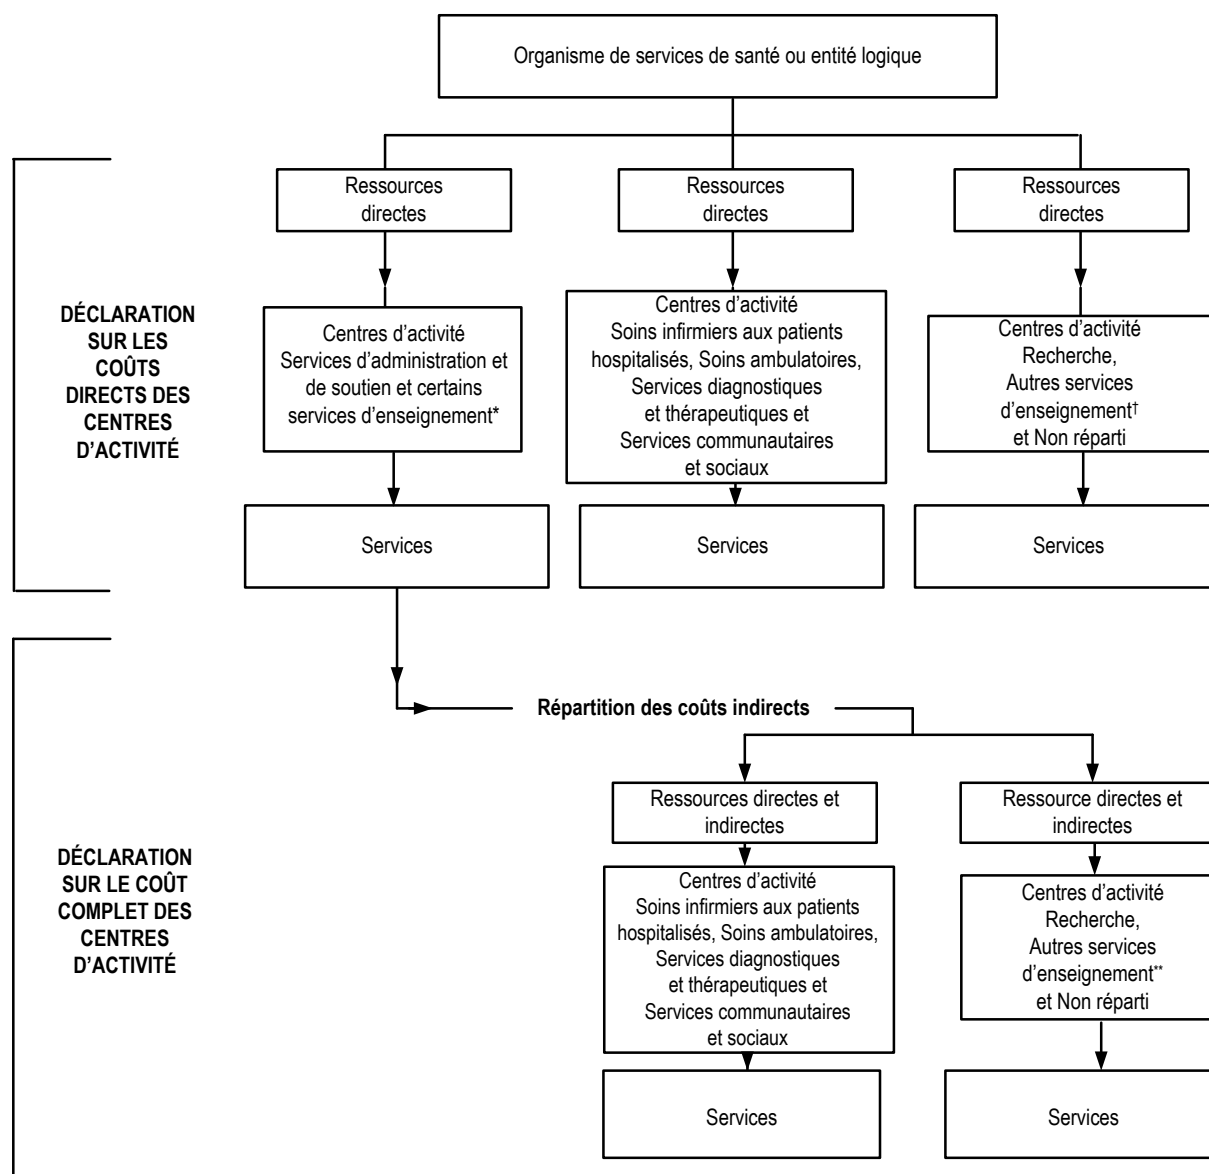 Organisme de services de santé ou entité logique
Ressources
directes
Ressources
directes
Ressources
directes
DÉCLARATION
SUR LES
COÛTS
DIRECTS DES
CENTRES
D’ACTIVITÉ
Centres d’activité
Services d’administration et
de soutien et certains
services d’enseignement*
Centres d’activité
Soins infirmiers aux patients
hospitalisés, Soins ambulatoires,
Services diagnostiques
et thérapeutiques et
Services communautaires
et sociaux
Centres d’activité
Recherche,
Autres services
d’enseignement†
et Non réparti
Services
Services
Services
Répartition des coûts indirects
DÉCLARATION
SUR LE COÛT
COMPLET DES
CENTRES
D’ACTIVITÉ
Ressources directes et
indirectes
Ressource directes et
indirectes
Centres d’activité
Soins infirmiers aux patients
hospitalisés, Soins ambulatoires,
Services diagnostiques
et thérapeutiques et
Services communautaires
et sociaux
Centres d’activité
Recherche,
Autres services
d’enseignement**
et Non réparti
Services
Services